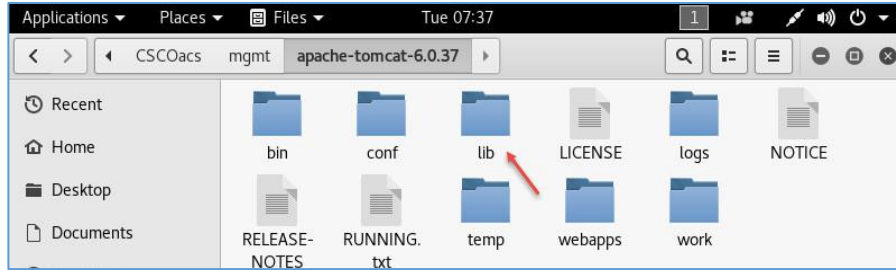 Applications Places Files Tue 07:37 1
CSCOacs mgmt apache-tomcat-6.0.37
Recent
Home
Desktop
Documents
bin conf lib LICENSE logs NOTICE
RELEASE- RUNNING. temp webapps work
NOTES txt